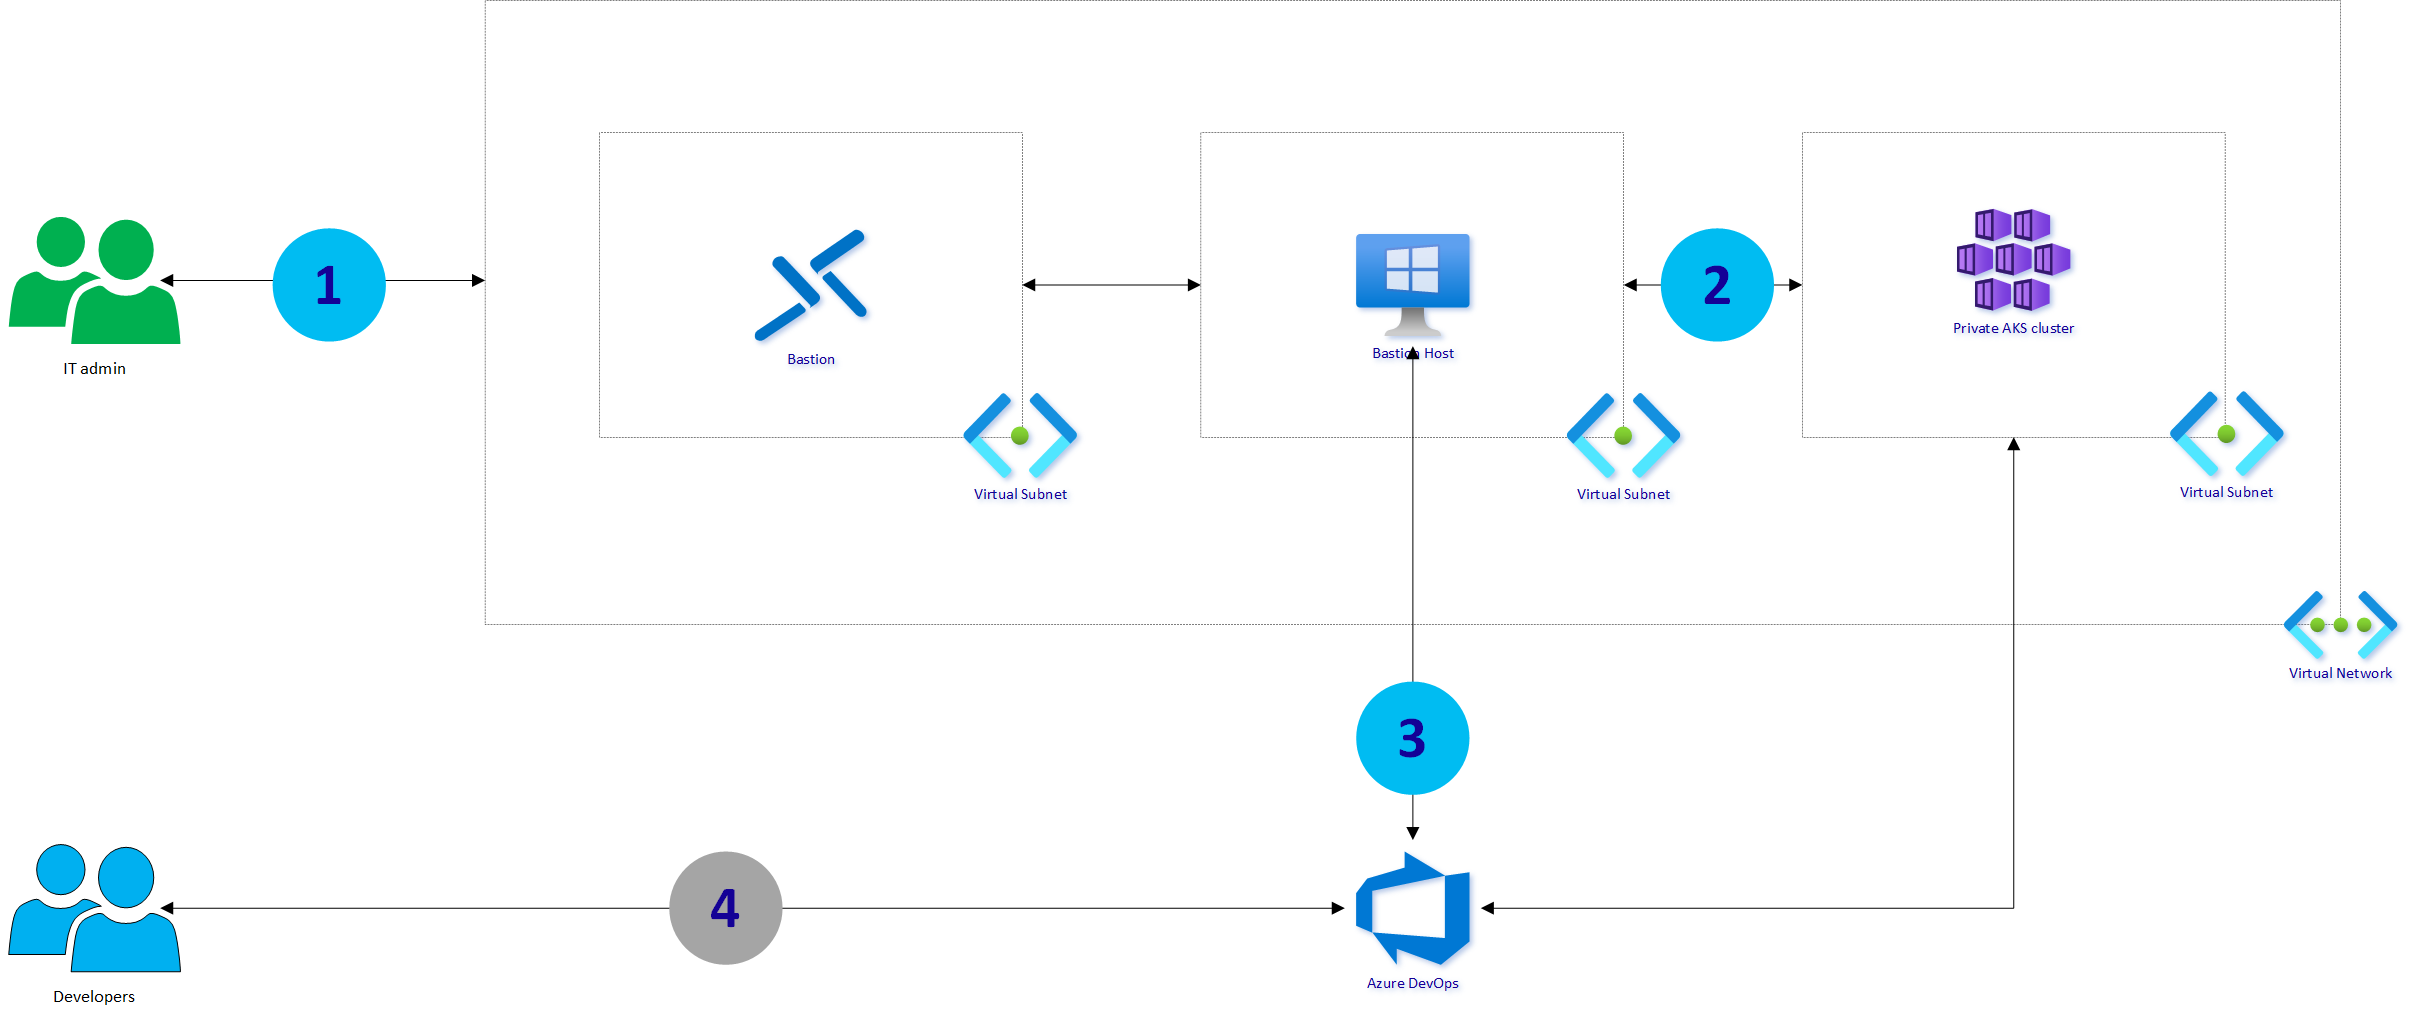 1
2
Private AKS cluster
Bastion Host
Bastion
IT admin
Virtual Subnet
Virtual Subnet
Virtual Subnet
Virtual Network
3
4
Azure DevOps
Developers